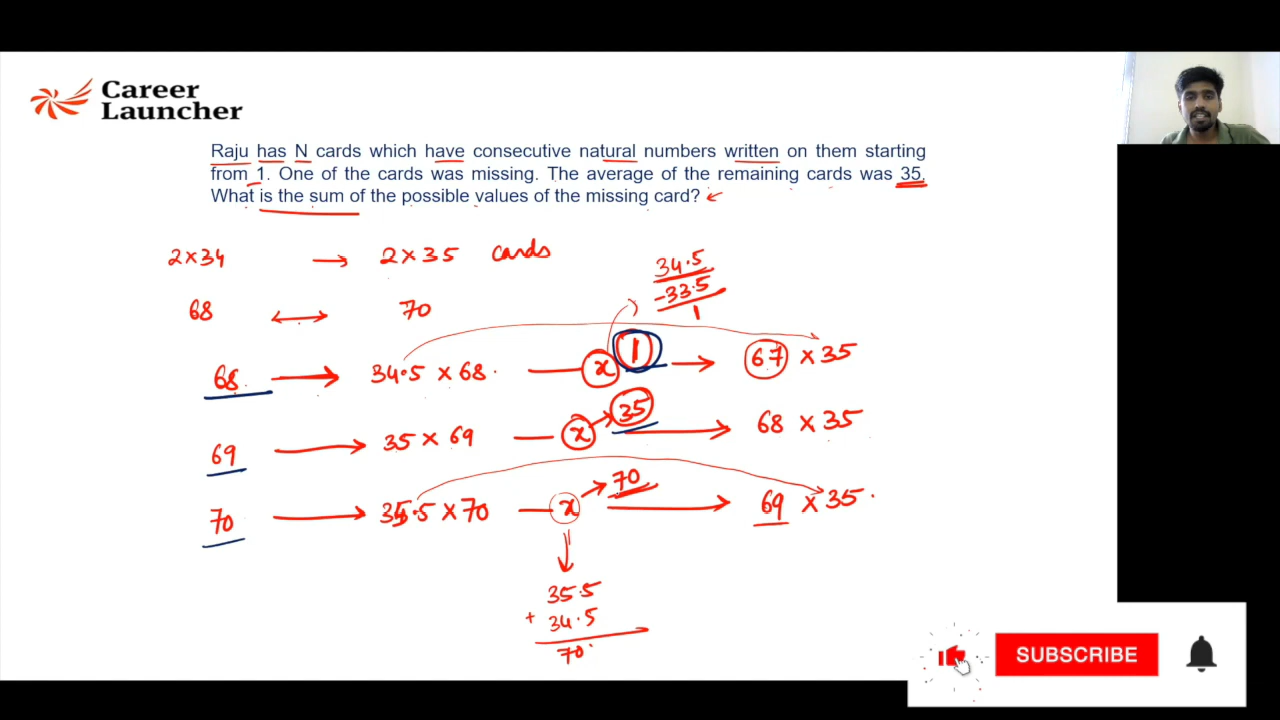 Career
Launcher
Raju has N cards which have consecutive natural numbers written on them starting
from 1. One of the cards was missing. The average of the remaining cards was 35.
What is the sum of the possible values of the missing card?
2×34 → 2×35 cards
68 ↔ 70
34.5
-33.5
1
68 → 34.5 × 68 — x 1 → 67 × 35
69 → 35 × 69 — x → 35 → 68 × 35
70 → 35.5 × 70 — x → 70 → 69 × 35.
35.5
+ 34.5
70
SUBSCRIBE